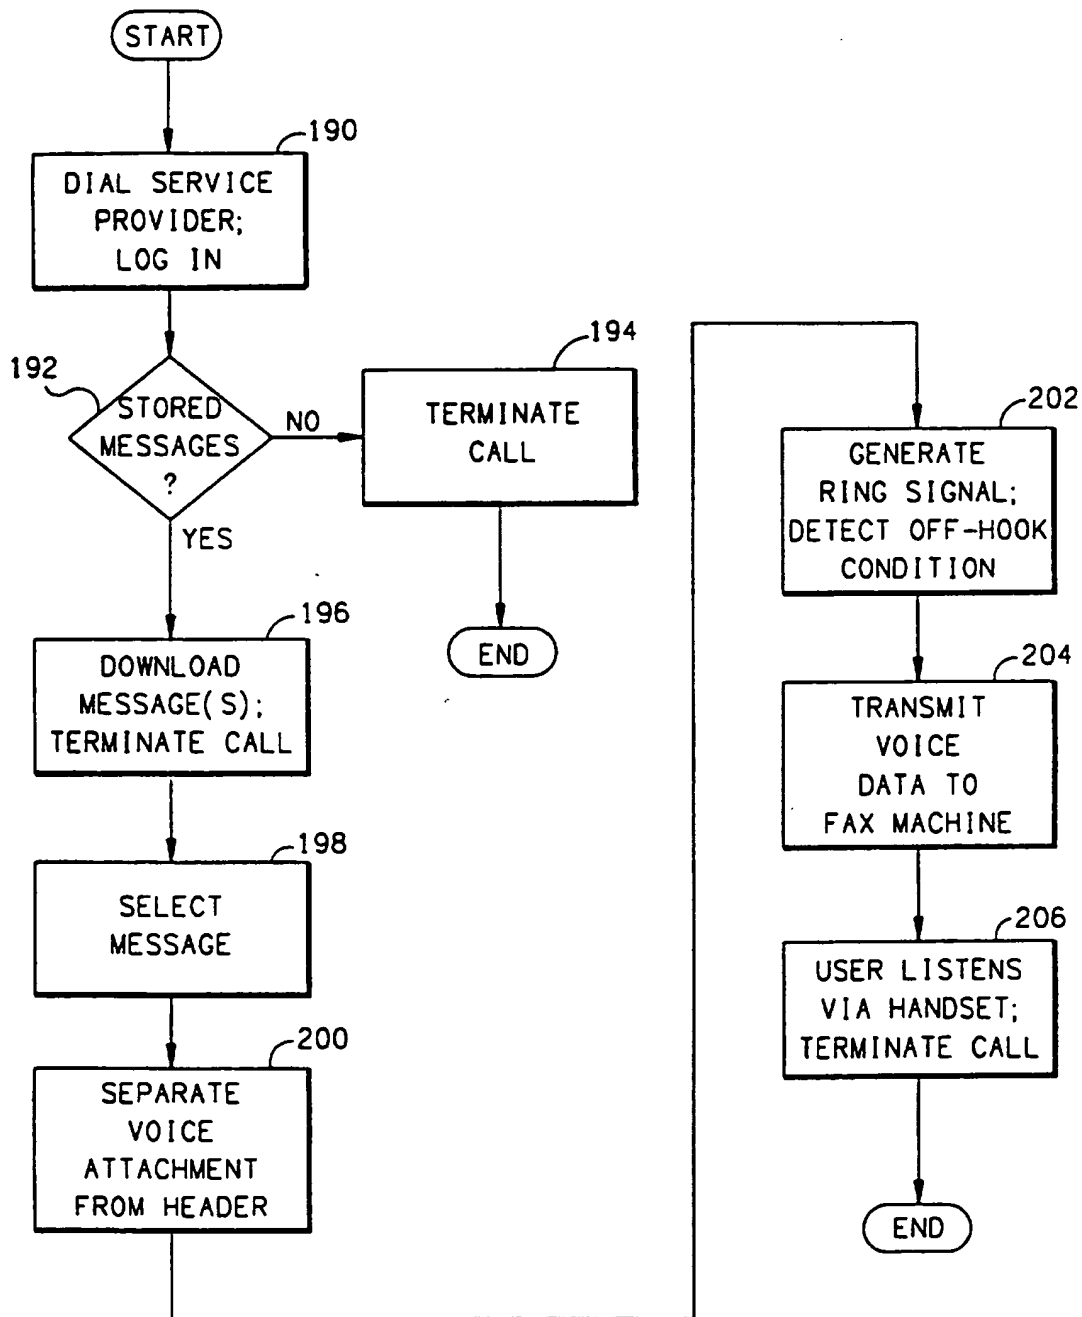 START
190
DIAL SERVICE
PROVIDER;
LOG IN
192
STORED
MESSAGES
?
NO
YES
194
TERMINATE
CALL
END
196
DOWNLOAD
MESSAGE(S);
TERMINATE CALL
198
SELECT
MESSAGE
200
SEPARATE
VOICE
ATTACHMENT
FROM HEADER
202
GENERATE
RING SIGNAL;
DETECT OFF-HOOK
CONDITION
204
TRANSMIT
VOICE
DATA TO
FAX MACHINE
206
USER LISTENS
VIA HANDSET;
TERMINATE CALL
END